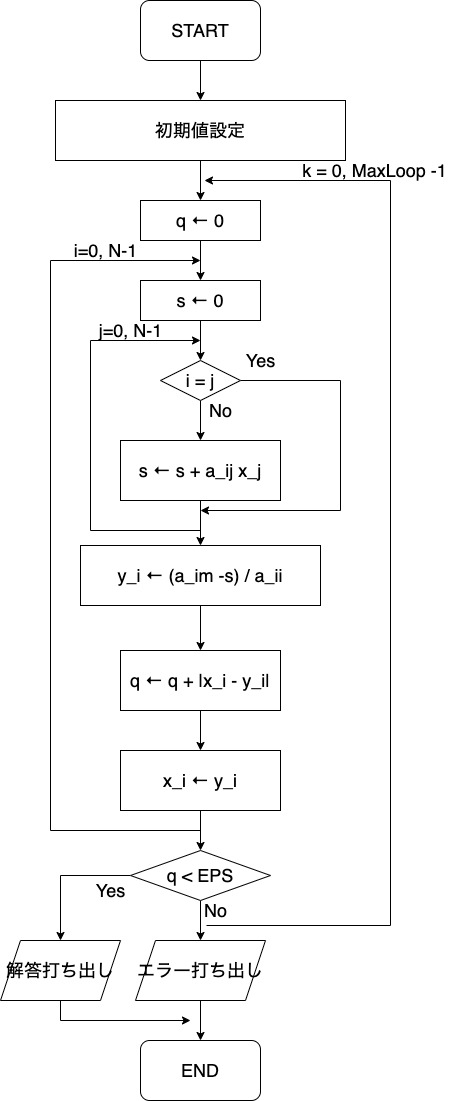 START
初期値設定
k = 0, MaxLoop -1
q ← 0
i=0, N-1
s ← 0
j=0, N-1
Yes
i = j
No
s ← s + a_ij x_j
y_i ← (a_im -s) / a_ii
q ← q + |x_i - y_i|
x_i ← y_i
q < EPS
Yes
No
解答打ち出し
エラー打ち出し
END